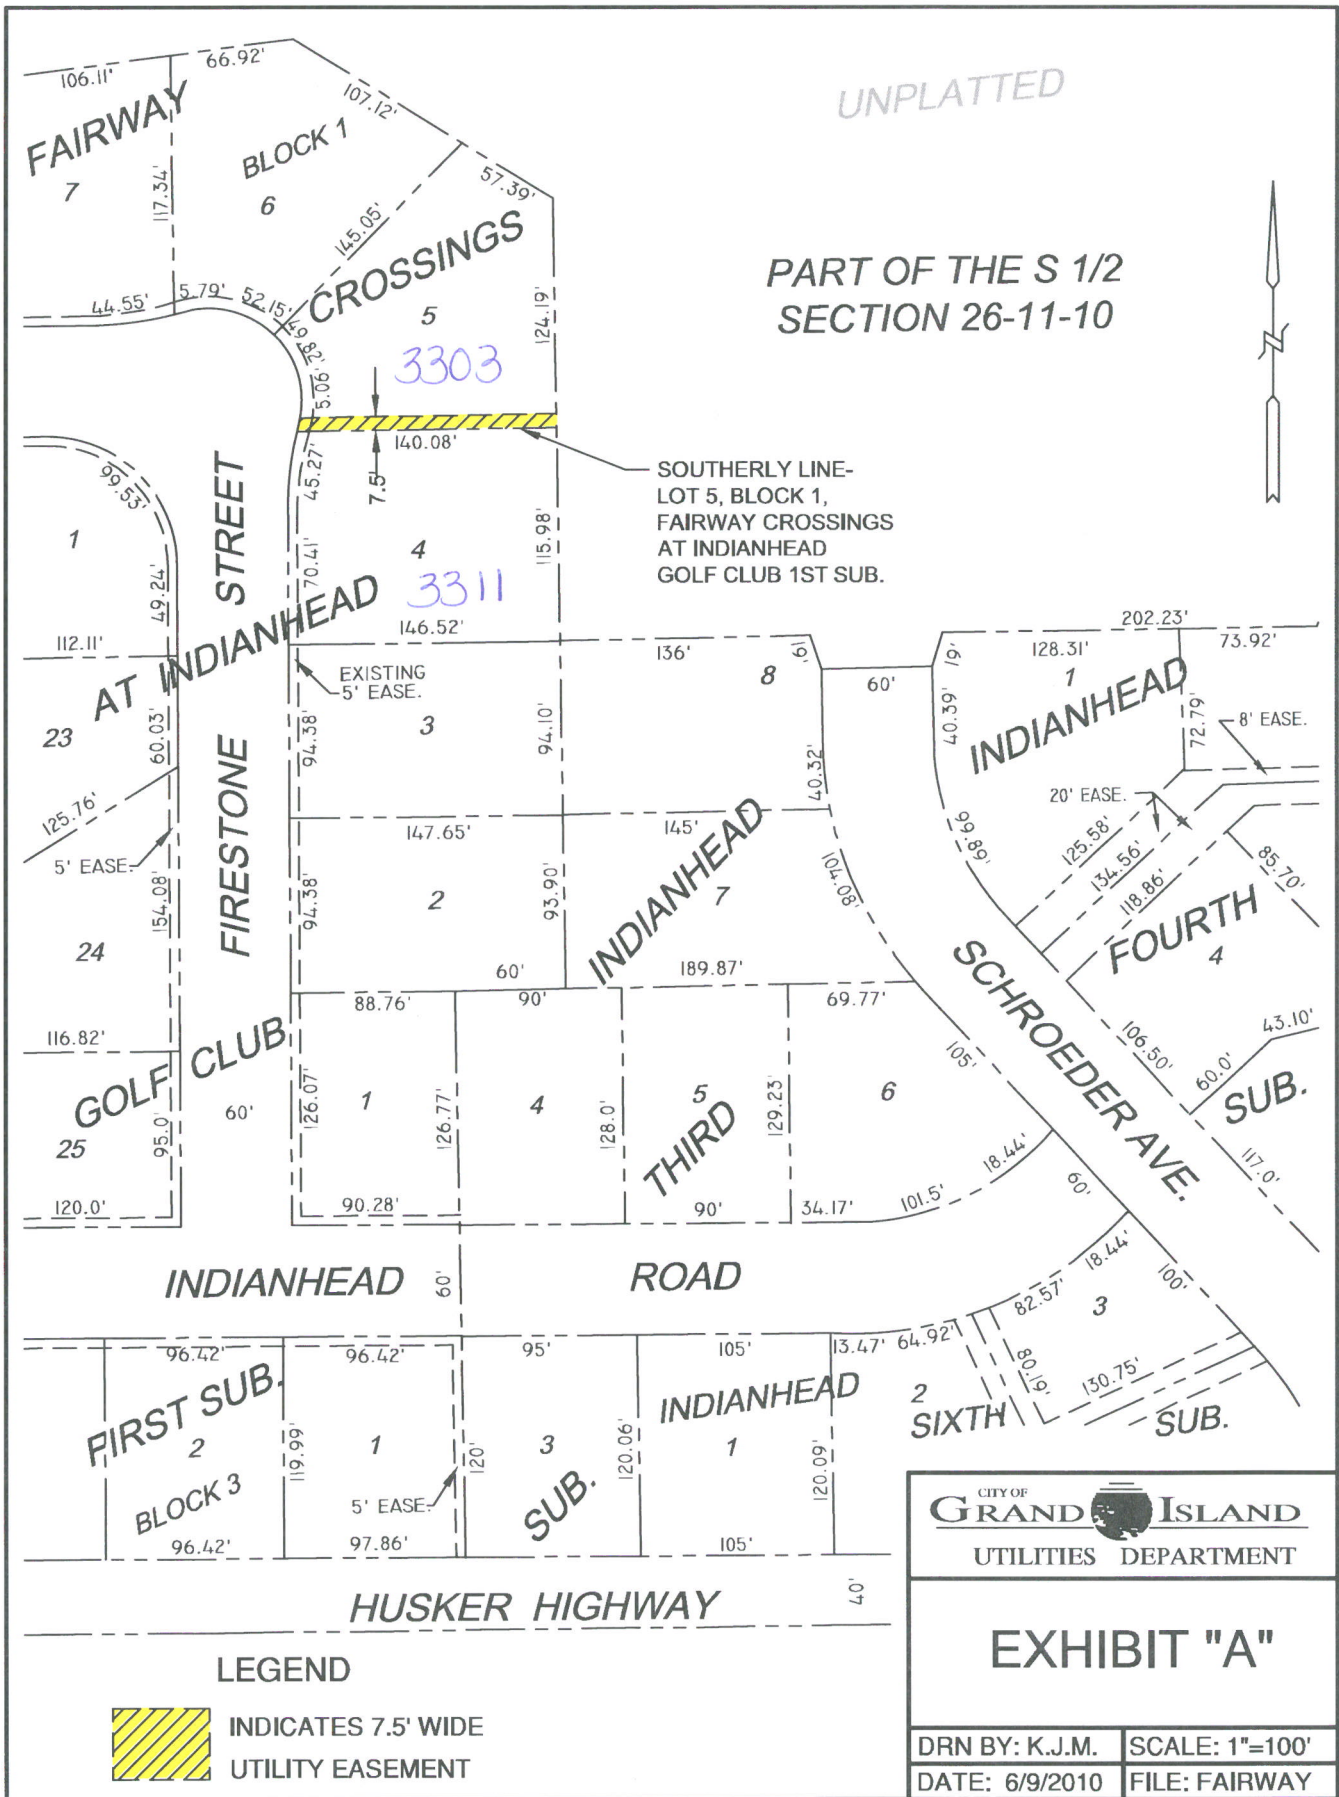 106.11'
66.92'
107.12'
57.39'
UNPLATTED
FAIRWAY
BLOCK 1
7
117.34'
6
145.05'
CROSSINGS
PART OF THE S 1/2
SECTION 26-11-10
44.55'
5.79'
52.15'
49.82'
5.06'
5
3303
124.19'
140.08'
7.5'
SOUTHERLY LINE-
LOT 5, BLOCK 1,
FAIRWAY CROSSINGS
AT INDIANHEAD
GOLF CLUB 1ST SUB.
99.53'
1
49.24'
45.27'
70.41'
4
3311
115.98'
STREET
112.11'
AT INDIANHEAD
146.52'
EXISTING
5' EASE.
136'
8
19'
60'
19'
202.23'
128.31'
73.92'
1
INDIANHEAD
72.79'
8' EASE.
40.39'
23
60.03'
94.38'
3
94.10'
40.32'
20' EASE.
125.76'
5' EASE.
FIRESTONE
147.65'
145'
INDIANHEAD
99.89'
125.58'
134.56'
118.86'
85.70'
154.08'
94.38'
2
93.90'
7
104.08'
FOURTH
4
24
60'
189.87'
SCHROEDER AVE.
116.82'
88.76'
90'
69.77'
GOLF CLUB
105'
106.50'
60.0'
43.10'
SUB.
60'
126.07'
1
126.77'
4
128.0'
5
THIRD
129.23'
6
25
95.0'
18.44'
117.0'
120.0'
90.28'
90'
34.17'
101.5'
60'
INDIANHEAD
60'
ROAD
18.44'
82.57'
3
100'
96.42'
96.42'
95'
105'
13.47'
64.92'
80.19'
130.75'
FIRST SUB.
2
119.99'
1
120'
3
120.06'
INDIANHEAD
1
120.09'
2
SIXTH
SUB.
BLOCK 3
5' EASE.
SUB.
96.42'
97.86'
105'
HUSKER HIGHWAY
40'
LEGEND
INDICATES 7.5' WIDE
UTILITY EASEMENT
CITY OF
GRAND ISLAND
UTILITIES DEPARTMENT
EXHIBIT "A"
DRN BY: K.J.M.
SCALE: 1"=100'
DATE: 6/9/2010
FILE: FAIRWAY